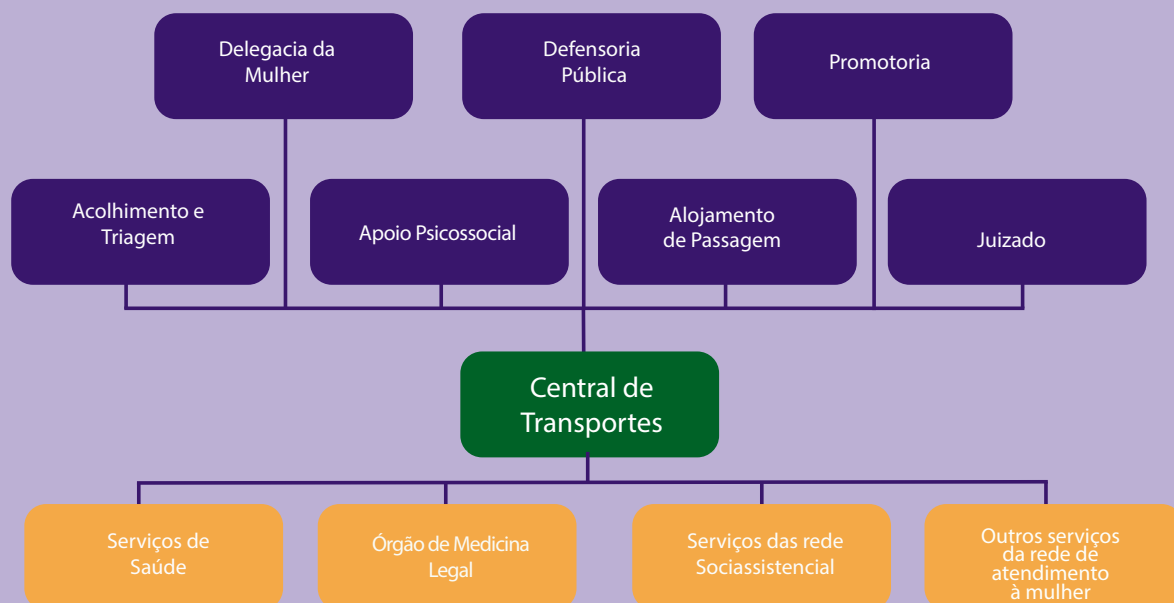 Delegacia da
Mulher
Defensoria
Pública
Promotoria
Acolhimento e
Triagem
Apoio Psicossocial
Alojamento
de Passagem
Juizado
Central de
Transportes
Serviços de
Saúde
Órgão de Medicina
Legal
Serviços das rede
Sociassistencial
Outros serviços
da rede de
atendimento
à mulher